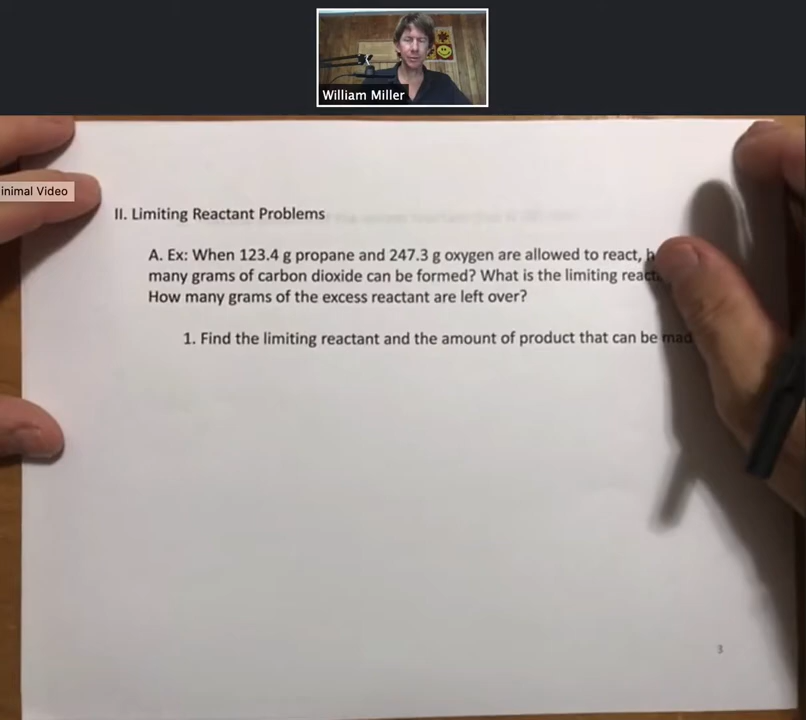 William Miller
inimal Video
II. Limiting Reactant Problems
A. Ex: When 123.4 g propane and 247.3 g oxygen are allowed to react, h
many grams of carbon dioxide can be formed? What is the limiting react
How many grams of the excess reactant are left over?
1. Find the limiting reactant and the amount of product that can be mad
3